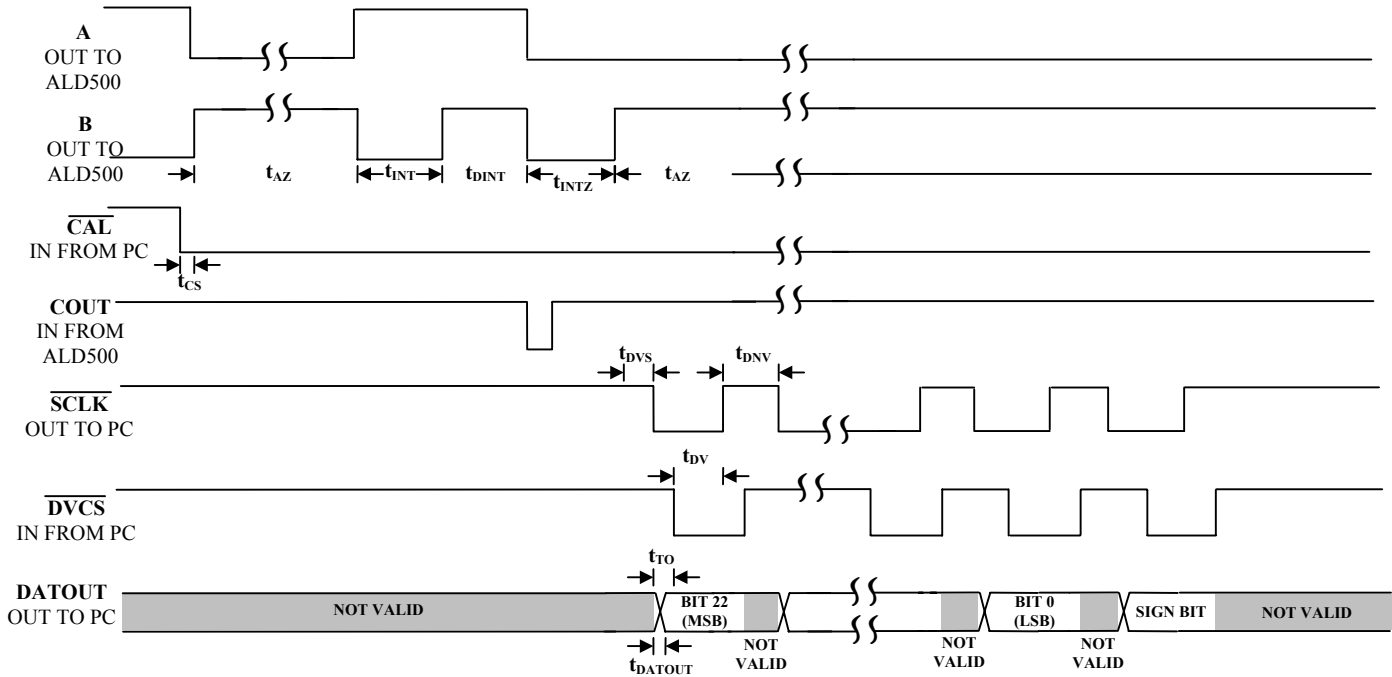 A
OUT TO
ALD500
B
OUT TO
ALD500
tAZ
tINT
tDINT
tINTZ
tAZ
CAL
IN FROM PC
tCS
COUT
IN FROM
ALD500
tDVS
tDNV
SCLK
OUT TO PC
tDV
DVCS
IN FROM PC
tTO
DATOUT
OUT TO PC
NOT VALID
BIT 22
(MSB)
NOT
VALID
NOT
VALID
BIT 0
(LSB)
NOT
VALID
SIGN BIT
NOT VALID
tDATOUT